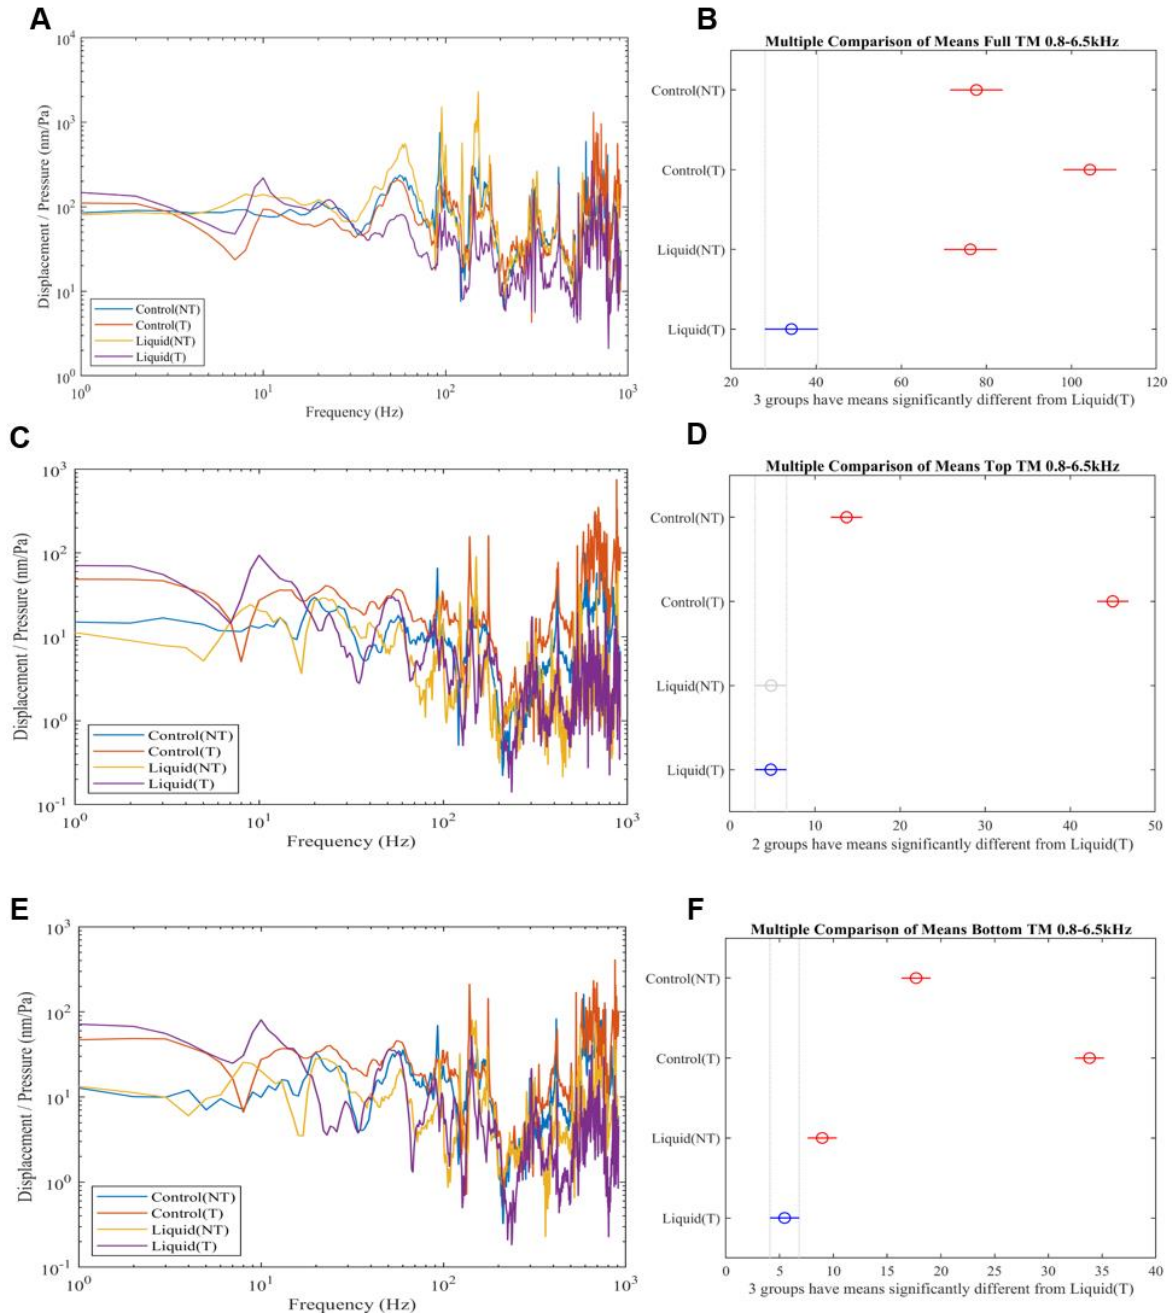 A
10^4
10^3
10^2
10^1
10^0
Displacement / Pressure (nm/Pa)
Control(NT)
Control(T)
Liquid(NT)
Liquid(T)
10^0
10^1
10^2
10^3
Frequency (Hz)
B
Multiple Comparison of Means Full TM 0.8-6.5kHz
Control(NT)
Control(T)
Liquid(NT)
Liquid(T)
20 40 60 80 100 120
3 groups have means significantly different from Liquid(T)
C
10^3
10^2
10^1
10^0
10^-1
Displacement / Pressure (nm/Pa)
Control(NT)
Control(T)
Liquid(NT)
Liquid(T)
10^0
10^1
10^2
10^3
Frequency (Hz)
D
Multiple Comparison of Means Top TM 0.8-6.5kHz
Control(NT)
Control(T)
Liquid(NT)
Liquid(T)
0 10 20 30 40 50
2 groups have means significantly different from Liquid(T)
E
10^3
10^2
10^1
10^0
10^-1
Displacement / Pressure (nm/Pa)
Control(NT)
Control(T)
Liquid(NT)
Liquid(T)
10^0
10^1
10^2
10^3
Frequency (Hz)
F
Multiple Comparison of Means Bottom TM 0.8-6.5kHz
Control(NT)
Control(T)
Liquid(NT)
Liquid(T)
0 5 10 15 20 25 30 35 40
3 groups have means significantly different from Liquid(T)